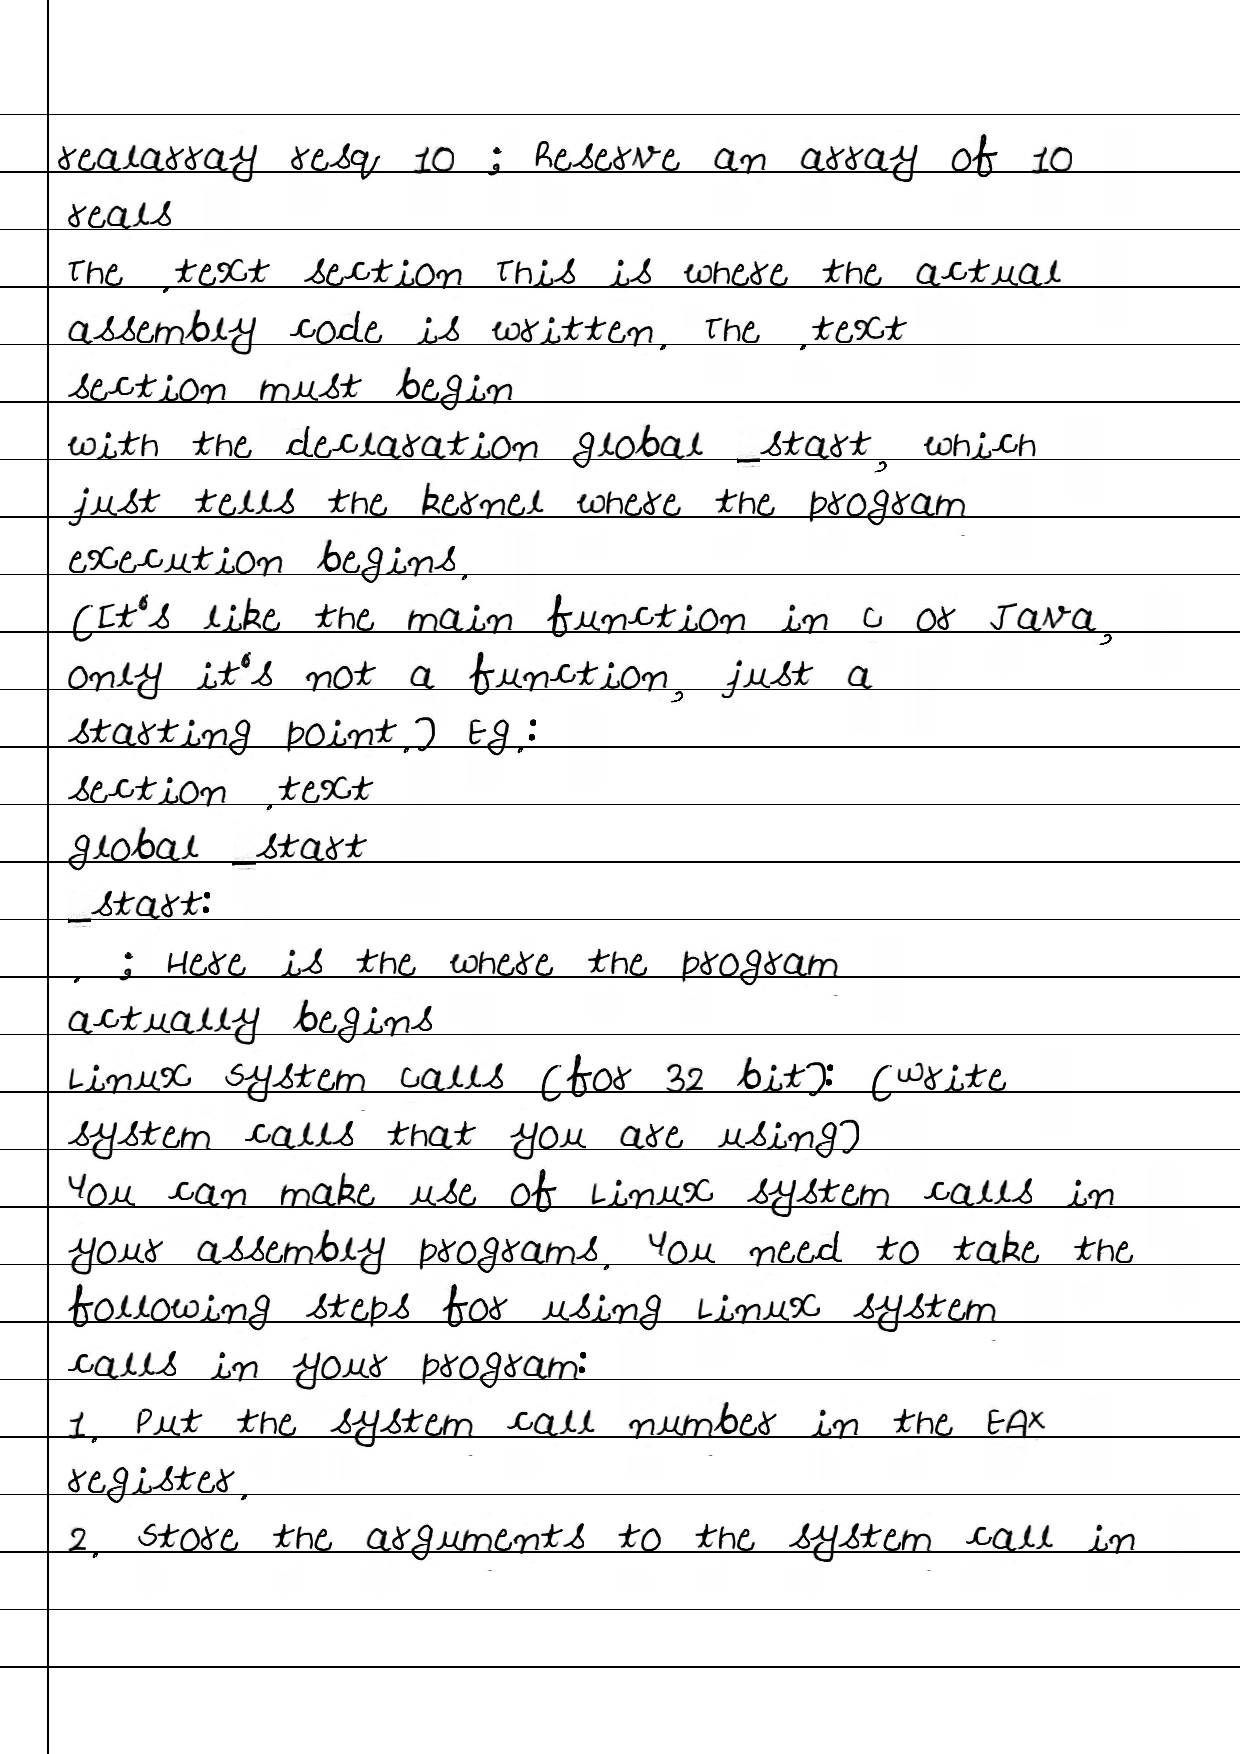 realarray resq 10 ; Reserve an array of 10
reals
The .text section This is where the actual
assembly code is written. The .text
section must begin
with the declaration global _start, which
just tells the kernel where the program
execution begins.
(It's like the main function in C or Java,
only it's not a function, just a
starting point.) Eg.:
section .text
global _start
_start:
. ; Here is the where the program
actually begins
Linux System Calls (for 32 bit): (write
system calls that you are using)
You can make use of Linux system calls in
your assembly programs. You need to take the
following steps for using Linux system
calls in your program:
1. Put the system call number in the EAX
register.
2. Store the arguments to the system call in